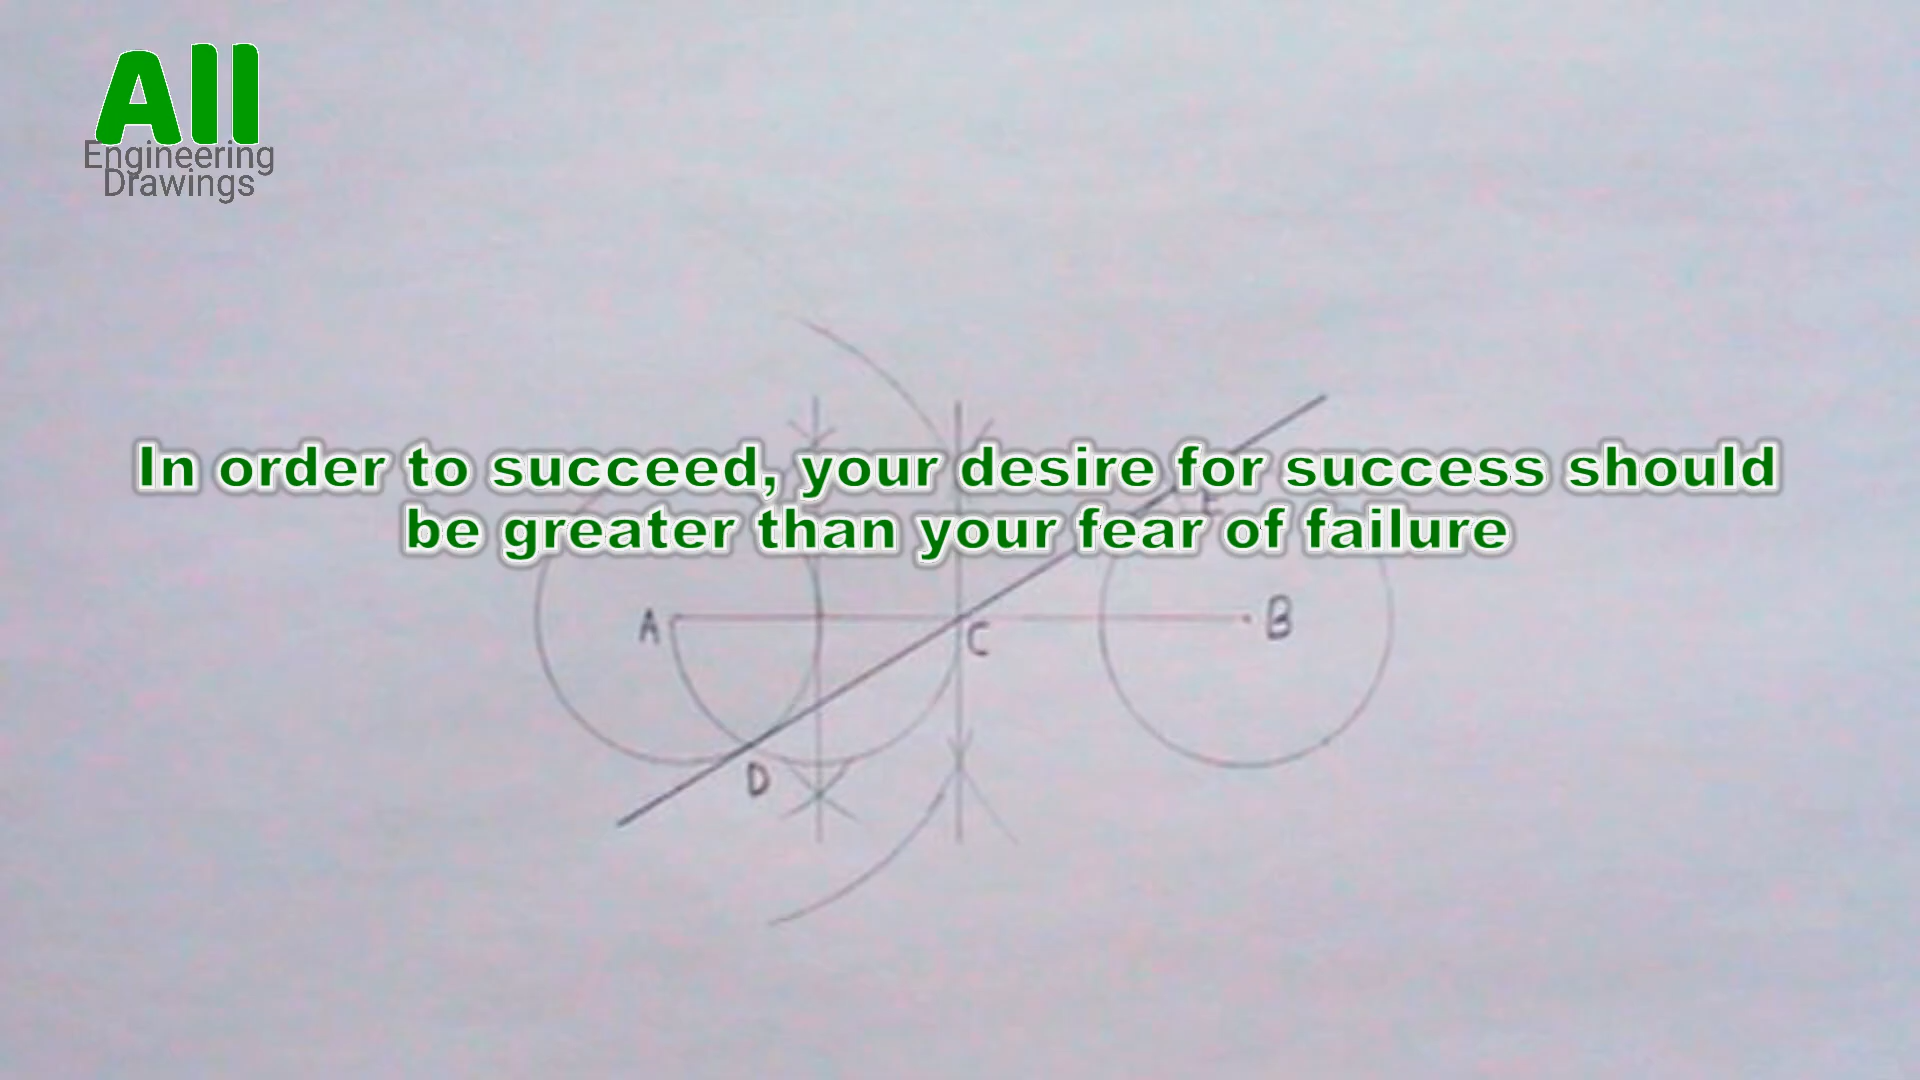 All
Engineering
Drawings
In order to succeed, your desire for success should
be greater than your fear of failure
A
B
C
D